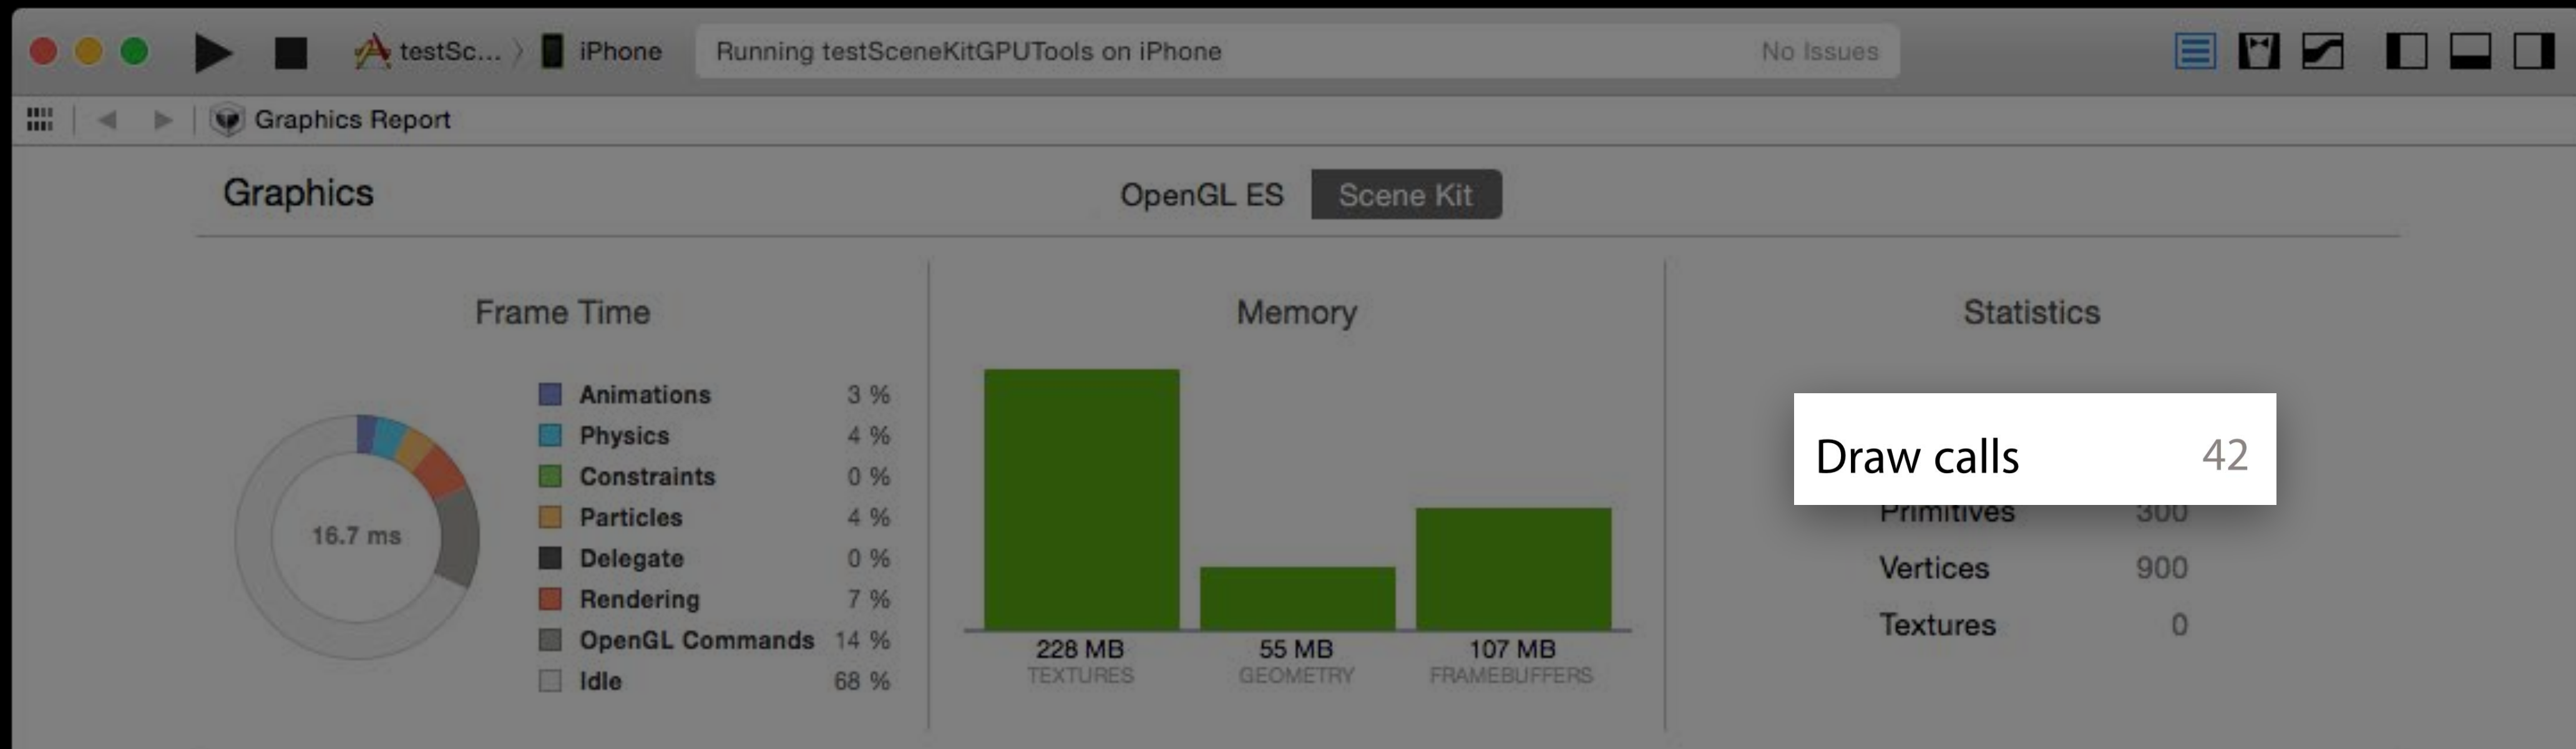 testSc... iPhone Running testSceneKitGPUTools on iPhone No Issues
Graphics Report
Graphics OpenGL ES Scene Kit
Frame Time
16.7 ms
Animations 3 %
Physics 4 %
Constraints 0 %
Particles 4 %
Delegate 0 %
Rendering 7 %
OpenGL Commands 14 %
Idle 68 %
Memory
228 MB 55 MB 107 MB
TEXTURES GEOMETRY FRAMEBUFFERS
Statistics
Draw calls 42
Primitives 300
Vertices 900
Textures 0